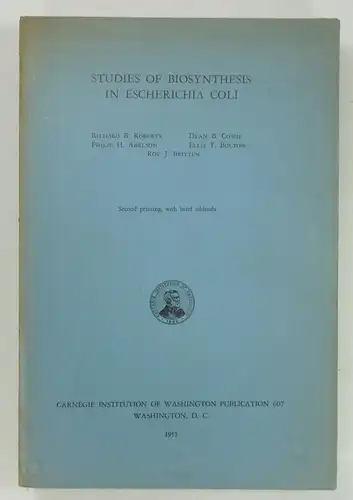 STUDIES OF BIOSYNTHESIS
IN ESCHERICHIA COLI
RICHARD B. ROBERTS DEAN B. COWIE
PHILIP H. ABELSON ELLIS T. BOLTON
ROY J. BRITTEN
Second printing, with brief addenda
CARNEGIE INSTITUTION OF WASHINGTON PUBLICATION 607
WASHINGTON, D. C.